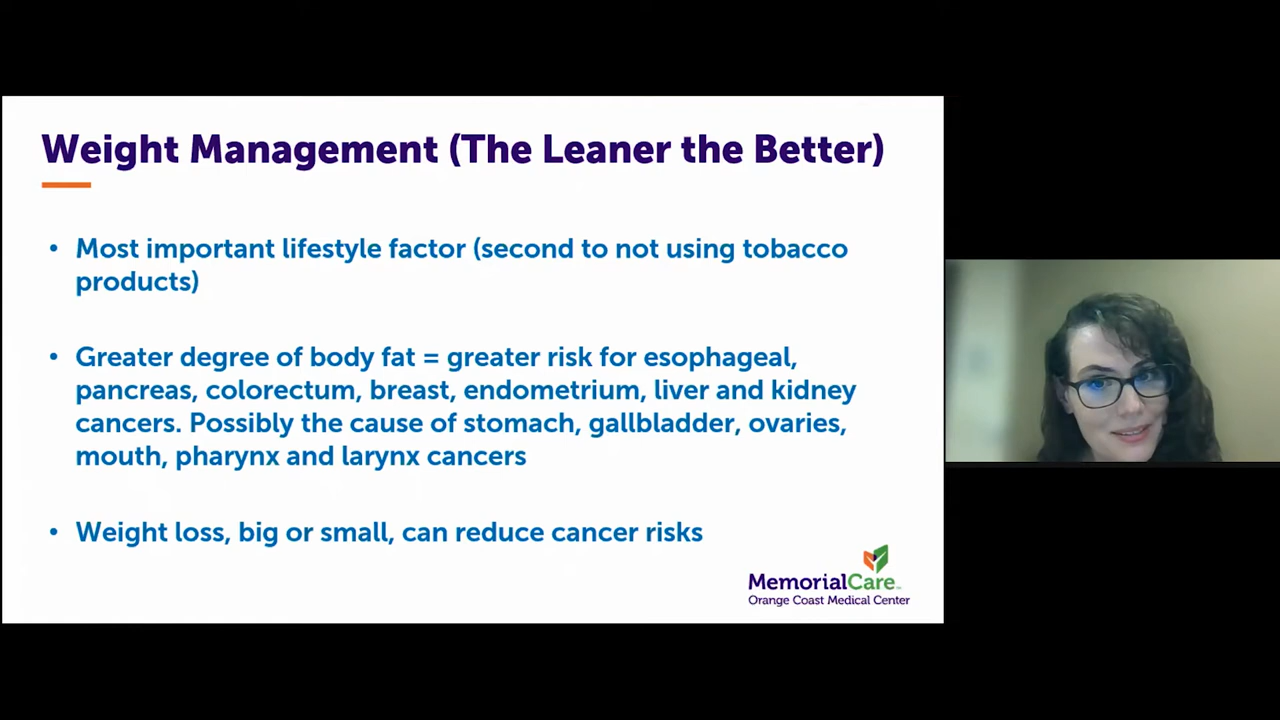 Weight Management (The Leaner the Better)
• Most important lifestyle factor (second to not using tobacco
products)
• Greater degree of body fat = greater risk for esophageal,
pancreas, colorectum, breast, endometrium, liver and kidney
cancers. Possibly the cause of stomach, gallbladder, ovaries,
mouth, pharynx and larynx cancers
• Weight loss, big or small, can reduce cancer risks
MemorialCare
Orange Coast Medical Center